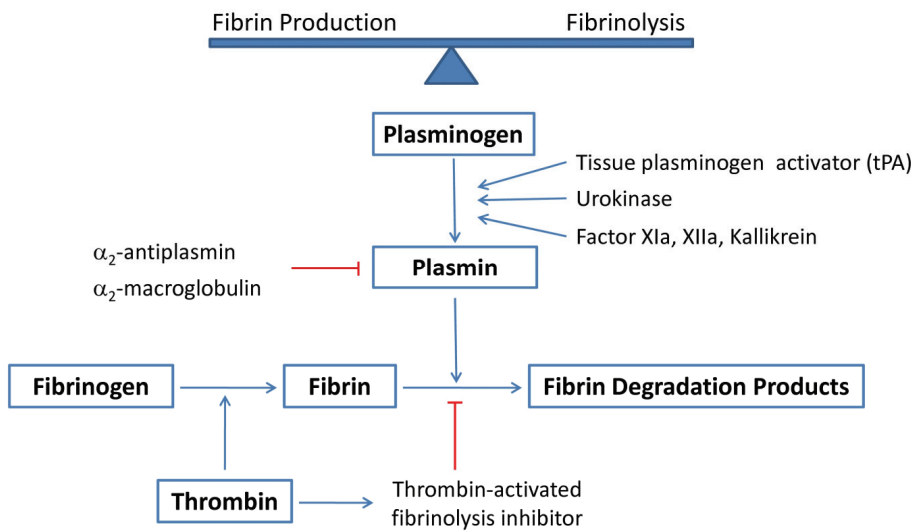 Fibrin Production
Fibrinolysis
Plasminogen
Tissue plasminogen activator (tPA)
Urokinase
Factor XIa, XIIa, Kallikrein
α₂-antiplasmin
α₂-macroglobulin
Plasmin
Fibrinogen
Fibrin
Fibrin Degradation Products
Thrombin
Thrombin-activated
fibrinolysis inhibitor